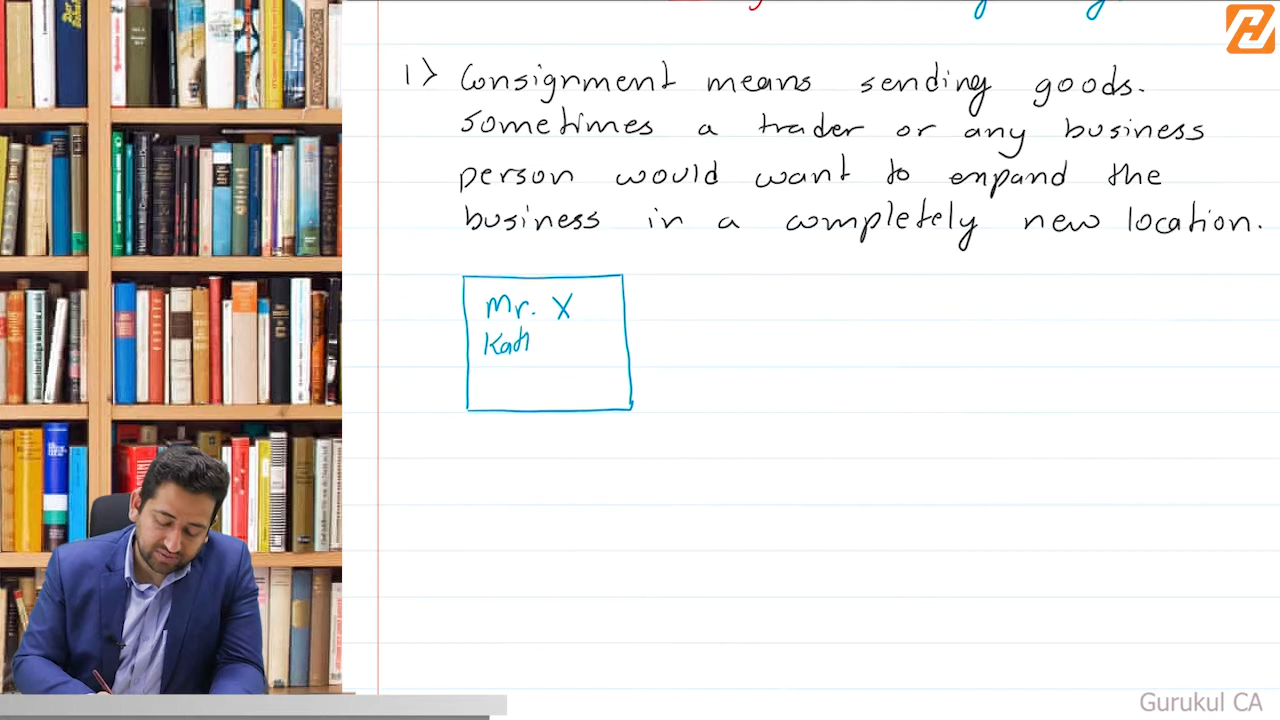 1) Consignment means sending goods.
Sometimes a trader or any business
person would want to expand the
business in a completely new location.
Mr. X
Gurukul CA